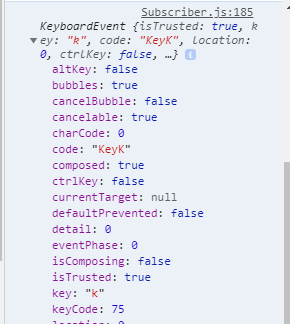 Subscriber.js:185
KeyboardEvent {isTrusted: true, k
ey: "k", code: "KeyK", location:
0, ctrlKey: false, …}
altKey: false
bubbles: true
cancelBubble: false
cancelable: true
charCode: 0
code: "KeyK"
composed: true
ctrlKey: false
currentTarget: null
defaultPrevented: false
detail: 0
eventPhase: 0
isComposing: false
isTrusted: true
key: "k"
keyCode: 75
location: 0